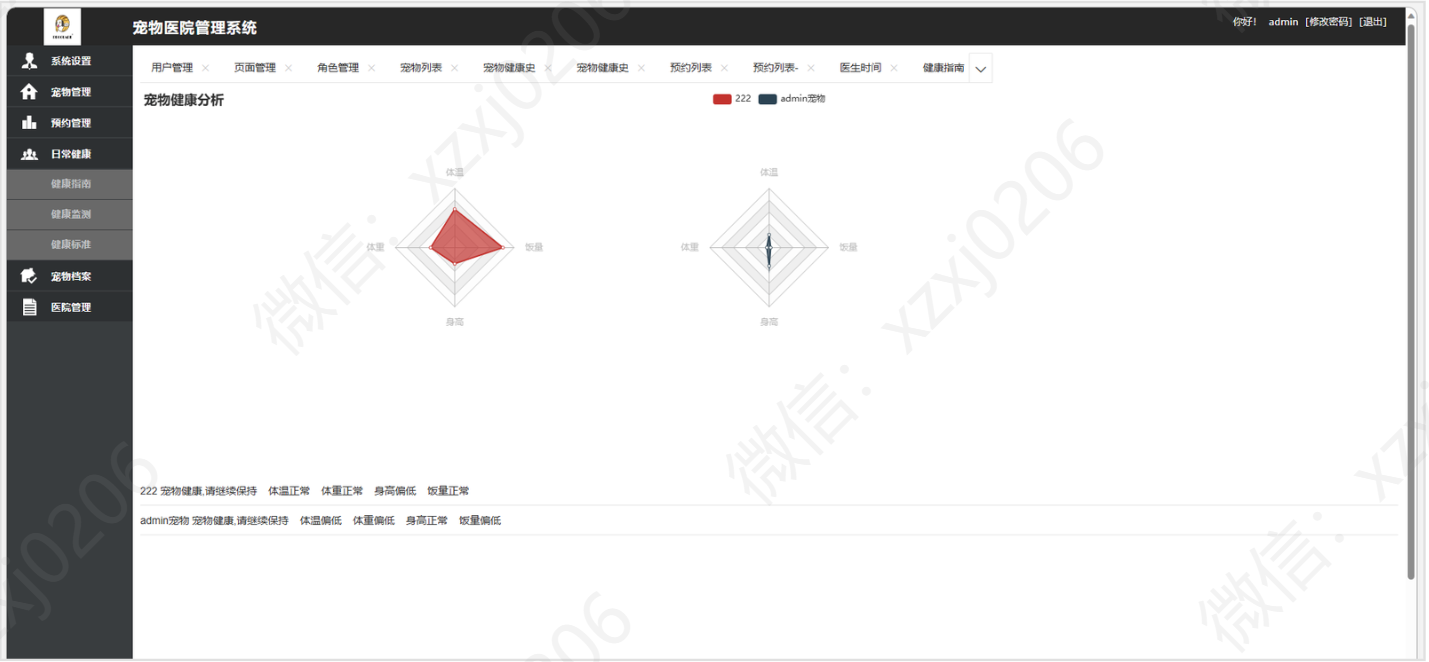 宠物医院管理系统
你好! admin [修改密码] [退出]
系统设置
宠物管理
预约管理
日常健康
健康指南
健康监测
健康标准
宠物档案
医院管理
用户管理 × 页面管理 × 角色管理 × 宠物列表 × 宠物健康史 × 宠物健康史 × 预约列表 × 预约列表- × 医生时间 × 健康指南
宠物健康分析
222 admin宠物
体温
体重
饭量
身高
体温
体重
饭量
身高
222 宠物健康,请继续保持 体温正常 体重正常 身高偏低 饭量正常
admin宠物 宠物健康,请继续保持 体温偏低 体重偏低 身高正常 饭量偏低
微信: xzxj0206
微信: xzxj0206